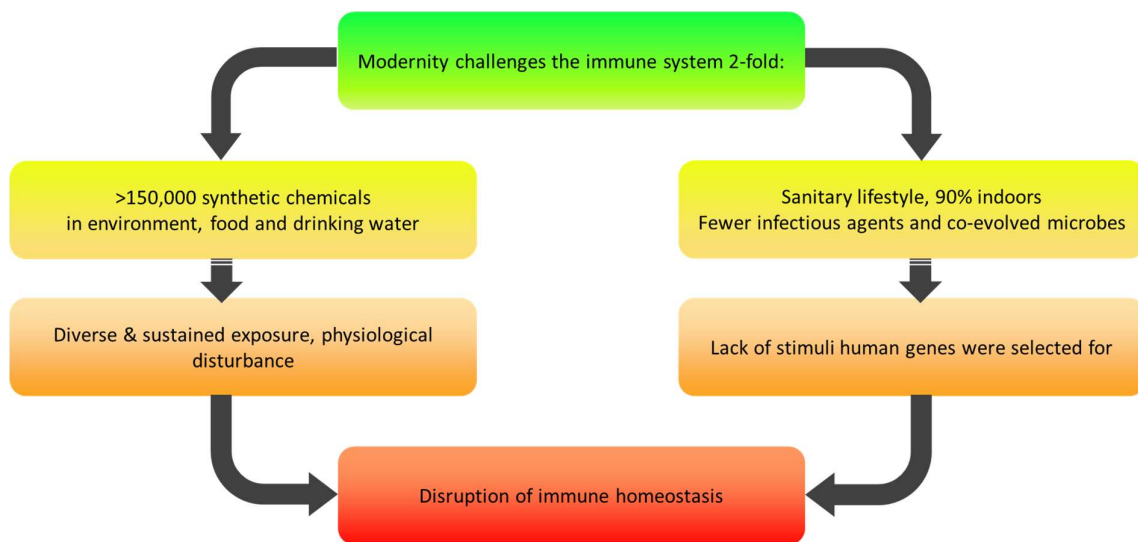 Modernity challenges the immune system 2-fold:
>150,000 synthetic chemicals
in environment, food and drinking water
Sanitary lifestyle, 90% indoors
Fewer infectious agents and co-evolved microbes
Diverse & sustained exposure, physiological
disturbance
Lack of stimuli human genes were selected for
Disruption of immune homeostasis